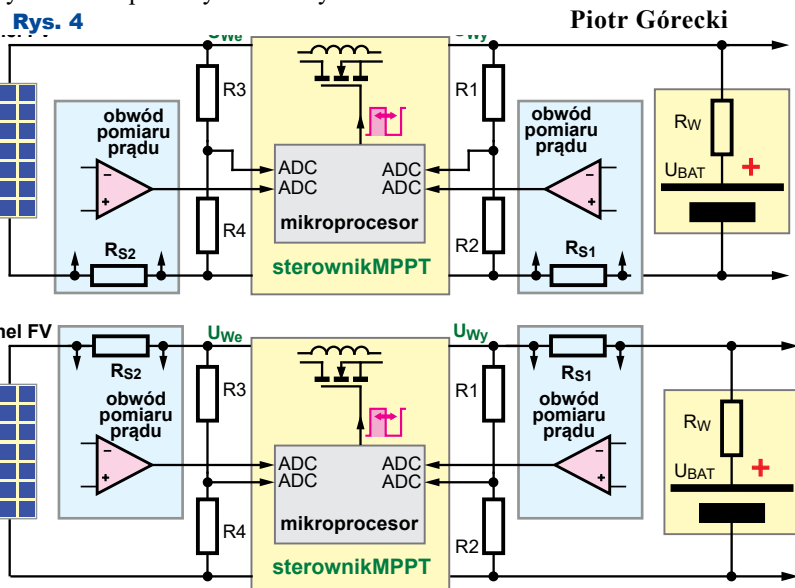 Rys. 4
Piotr Górecki
UWe
UWy
R3
R1
obwód
pomiaru
prądu
obwód
pomiaru
prądu
RW
ADC
ADC
ADC
ADC
UBAT
+
−
+
−
+
mikroprocesor
R4
R2
RS2
RS1
sterownikMPPT
nel FV
UWe
UWy
RS2
RS1
R3
R1
obwód
pomiaru
prądu
obwód
pomiaru
prądu
RW
ADC
ADC
ADC
ADC
UBAT
+
−
+
−
+
mikroprocesor
R4
R2
sterownikMPPT